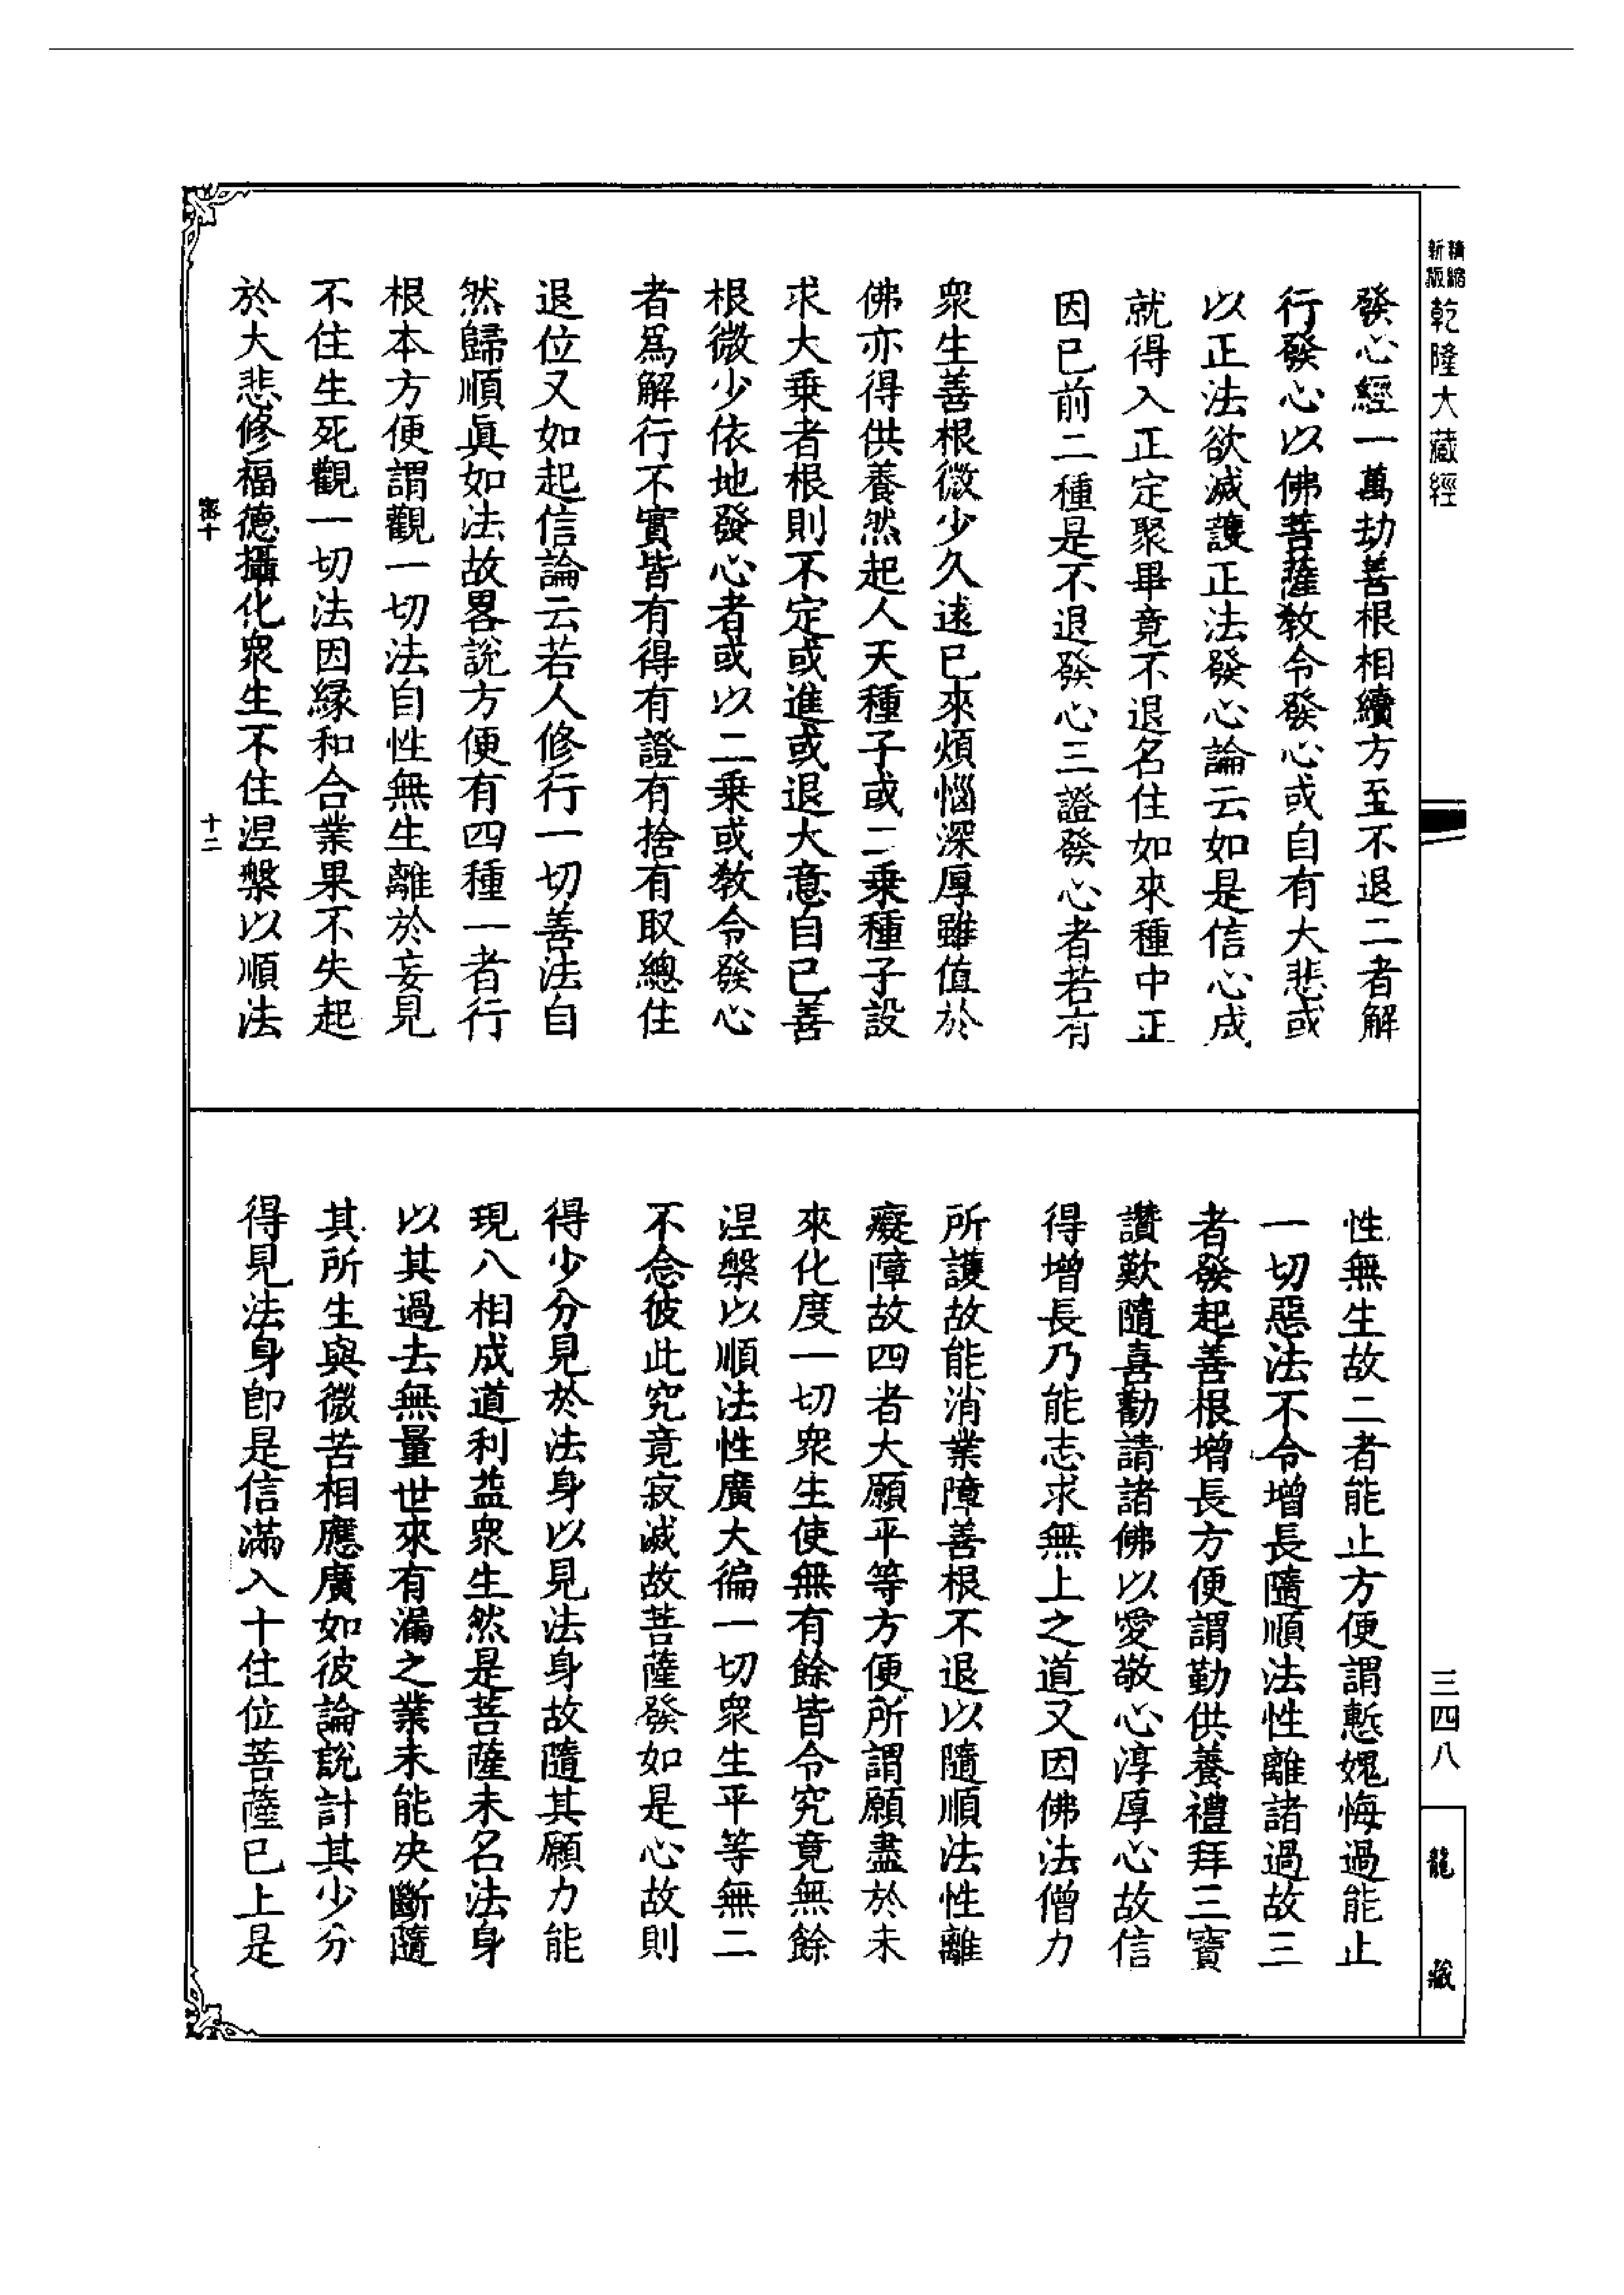 精縮
新版
乾隆大藏經
發心經一萬劫善根相續方至不退二者解
行發心以佛菩薩教令發心或自有大悲或
以正法欲滅護正法發心論云如是信心成
就得入正定聚畢竟不退名住如來種中正
因已前二種是不退發心三證發心者若有
衆生善根微少久遠已來煩惱深厚雖值於
佛亦得供養然起人天種子或二乗種子設
求大乗者根則不定或進或退大意自已善
根微少依地發心者或以二乗或教令發心
者爲解行不實皆有得有證有捨有取總住
退位又如起信論云若人修行一切善法自
然歸順眞如法故畧說方便有四種一者行
根本方便謂觀一切法自性無生離於妄見
不住生死觀一切法因緣和合業果不失起
於大悲修福德攝化衆生不住涅槃以順法
密十
十二
性無生故二者能止方便謂慙媿悔過能止
一切惡法不令增長隨順法性離諸過故三
者發起善根增長方便謂勤供養禮拜三寳
讚歎隨喜勸請諸佛以愛敬心淳厚心故信
得增長乃能志求無上之道又因佛法僧力
所護故能消業障善根不退以隨順法性離
癡障故四者大願平等方便所謂願盡於未
來化度一切衆生使無有餘皆令究竟無餘
涅槃以順法性廣大徧一切衆生平等無二
不念彼此究竟寂滅故菩薩發如是心故則
得少分見於法身以見法身故隨其願力能
現八相成道利益衆生然是菩薩未名法身
以其過去無量世來有漏之業未能决斷隨
其所生與微苦相應廣如彼論說計其少分
得見法身卽是信滿入十住位菩薩已上是
三四八
龍藏